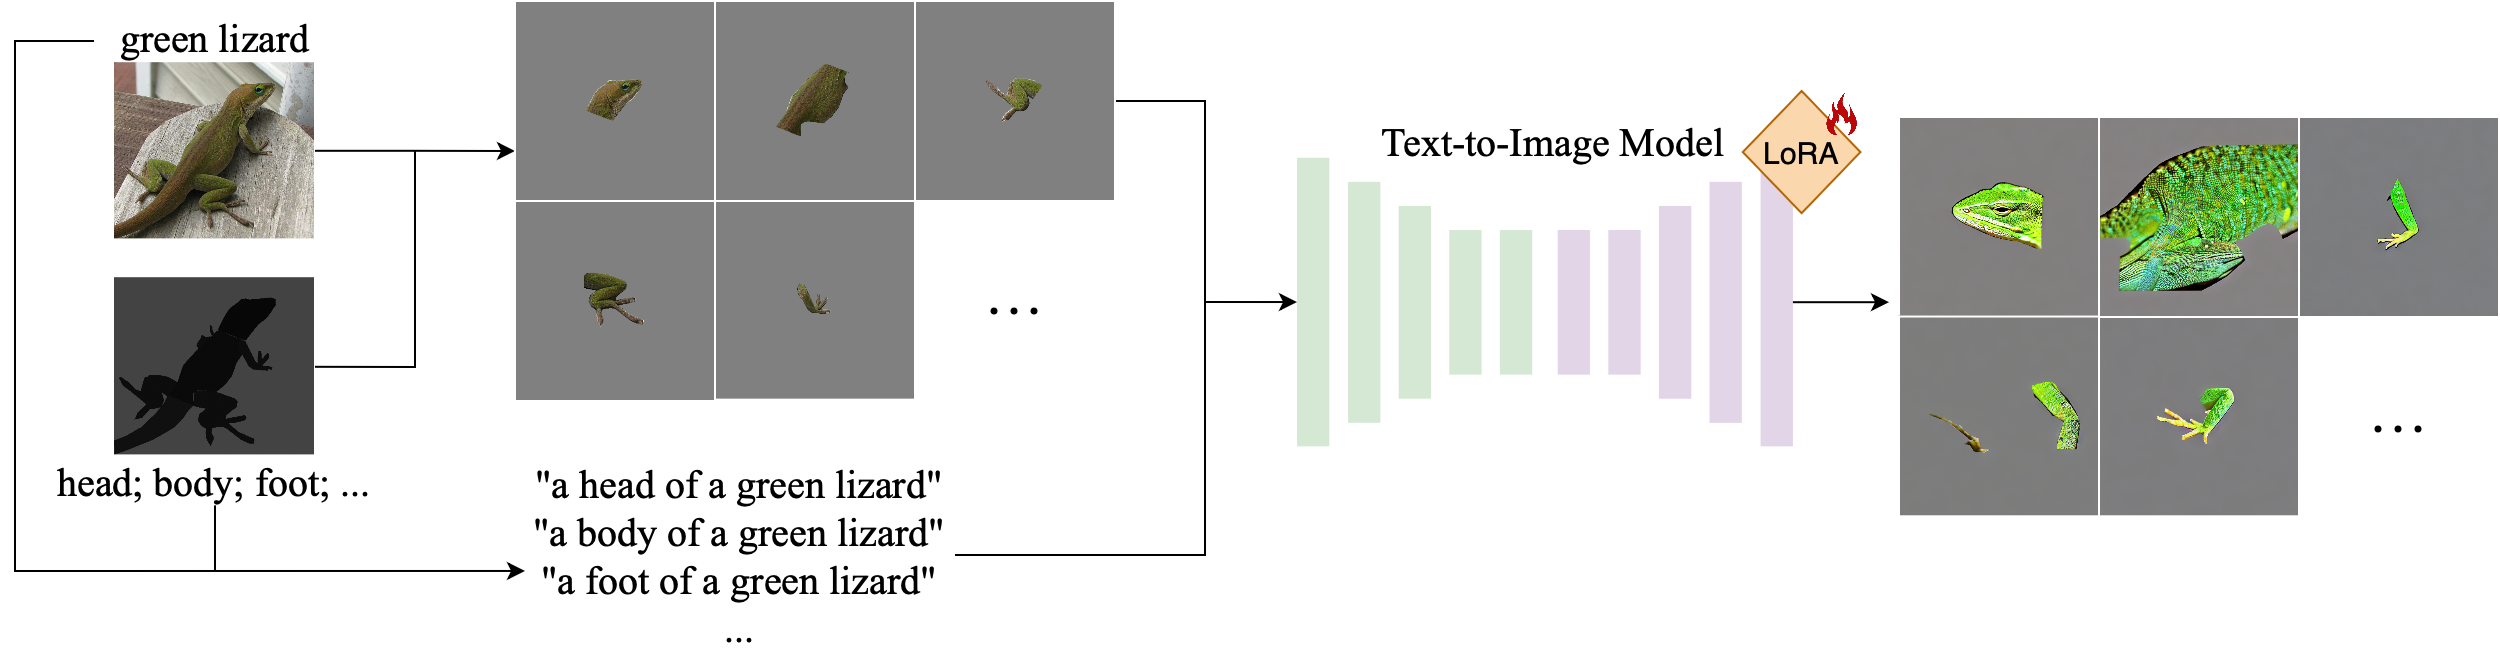 green lizard
head; body; foot; ...
...
"a head of a green lizard"
"a body of a green lizard"
"a foot of a green lizard"
...
Text-to-Image Model
LoRA
...